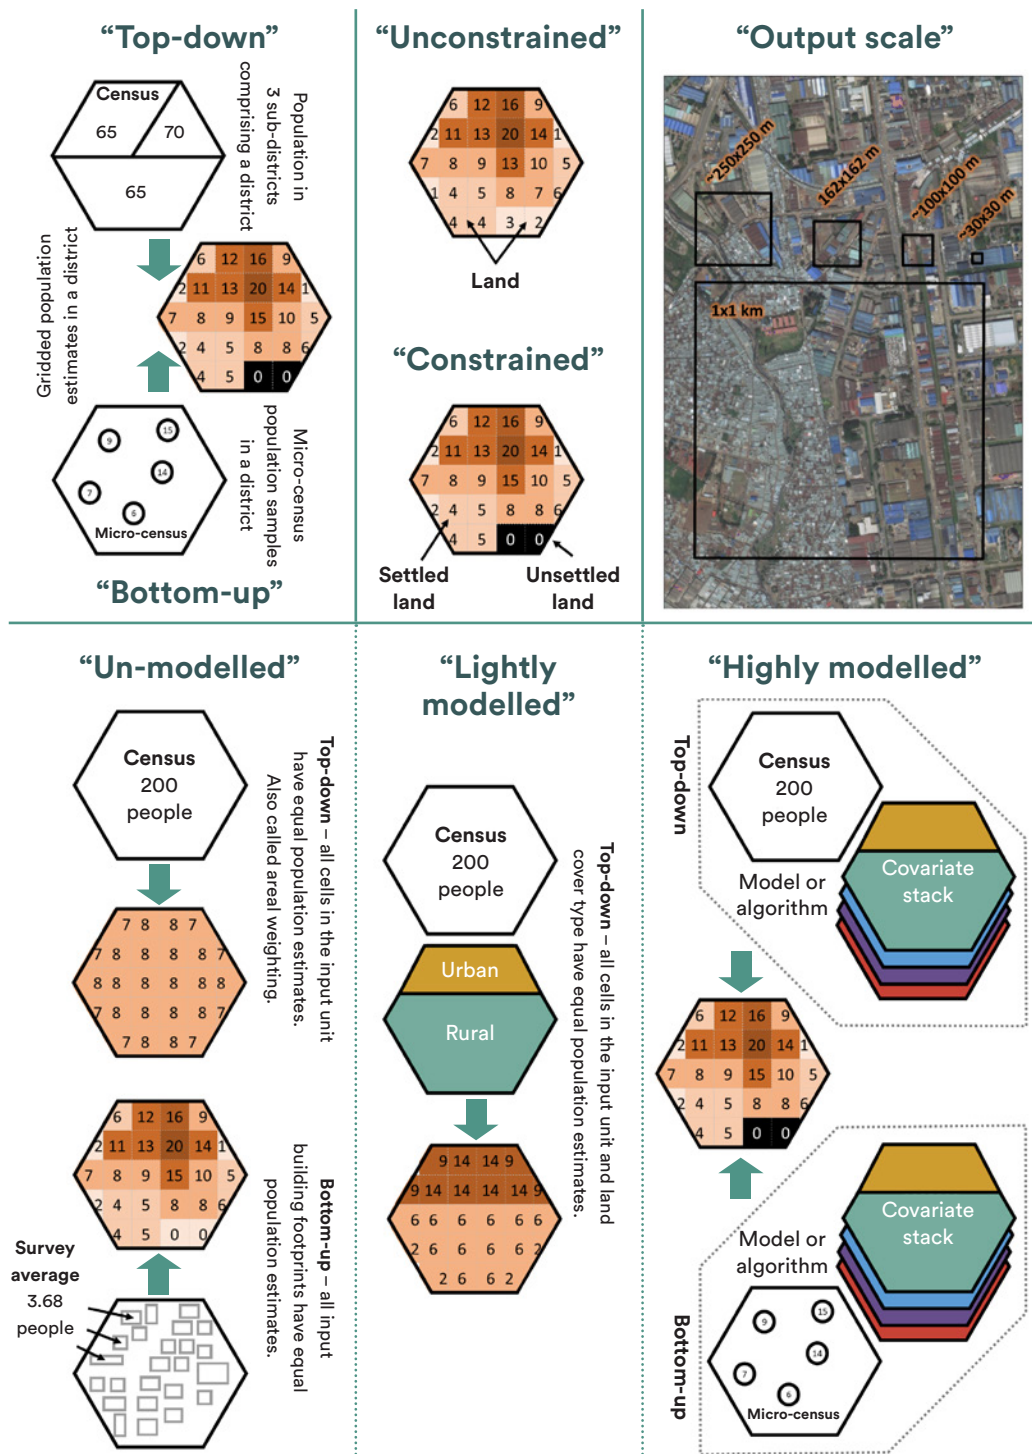 “Top-down”
Census
65 70
65
Population in
3 sub-districts
comprising a district
Gridded population
estimates in a district
6 12 16 9
2 11 13 20 14 1
7 8 9 15 10 5
2 4 5 8 8 6
4 5 0 0
9 15
14
7
6
Micro-census
Micro-census
population samples
in a district
“Bottom-up”
“Unconstrained”
6 12 16 9
2 11 13 20 14 1
7 8 9 13 10 5
1 4 5 8 7 6
4 4 3 2
Land
“Constrained”
6 12 16 9
2 11 13 20 14 1
7 8 9 15 10 5
2 4 5 8 8 6
4 5 0 0
Settled
land
Unsettled
land
“Output scale”
~250x250 m
162x162 m
~100x100 m
~30x30 m
1x1 km
“Un-modelled”
Census
200
people
Top-down – all cells in the input unit
have equal population estimates.
Also called areal weighting.
7 8 8 7
7 8 8 8 8 7
8 8 8 8 8 8
7 8 8 8 8 7
7 8 8 7
6 12 16 9
2 11 13 20 14 1
7 8 9 15 10 5
2 4 5 8 8 6
4 5 0 0
Bottom-up – all input
building footprints have equal
population estimates.
Survey
average
3.68
people
“Lightly
modelled”
Census
200
people
Urban
Rural
Top-down – all cells in the input unit and land
cover type have equal population estimates.
9 14 14 9
9 14 14 14 14 9
6 6 6 6 6 6
2 6 6 6 6 2
2 6 6 2
“Highly modelled”
Top-down
Census
200
people
Model or
algorithm
Covariate
stack
6 12 16 9
2 11 13 20 14 1
7 8 9 15 10 5
2 4 5 8 8 6
4 5 0 0
Model or
algorithm
Covariate
stack
Bottom-up
9 15
14
7
6
Micro-census